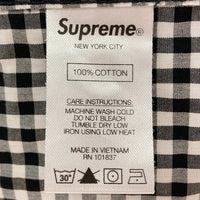 Supreme®
NEW YORK CITY
100% COTTON
CARE INSTRUCTIONS:
MACHINE WASH COLD
DO NOT BLEACH
TUMBLE DRY LOW
IRON USING LOW HEAT
MADE IN VIETNAM
RN 101837
30°